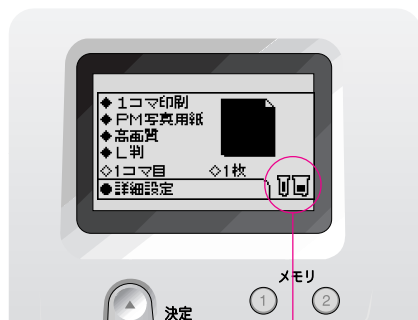 ◆1コマ印刷
◆PM写真用紙
◆高画質
◆L判
◇1コマ目 ◇1枚
●詳細設定
メモリ
1 2
決定